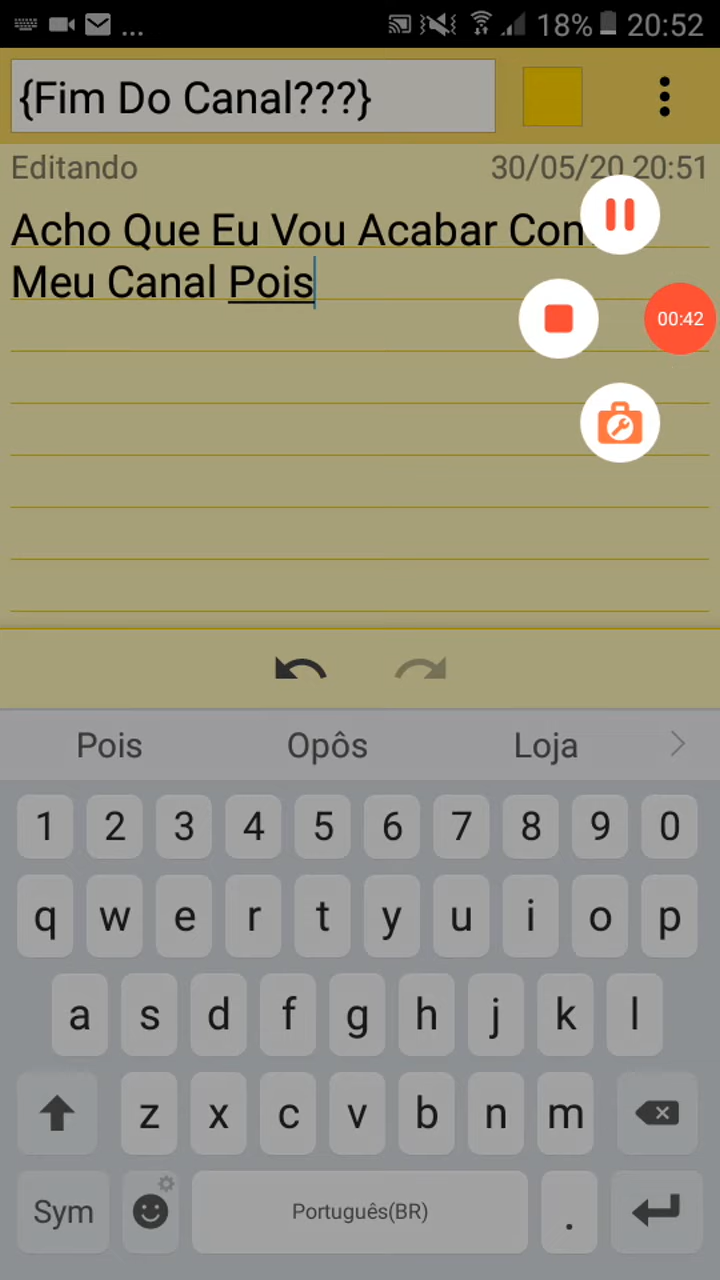 ... 18% 20:52
{Fim Do Canal???}
Editando 30/05/20 20:51
Acho Que Eu Vou Acabar Con
Meu Canal Pois
00:42
Pois Opôs Loja
1 2 3 4 5 6 7 8 9 0
q w e r t y u i o p
a s d f g h j k l
z x c v b n m
Sym Português(BR) .